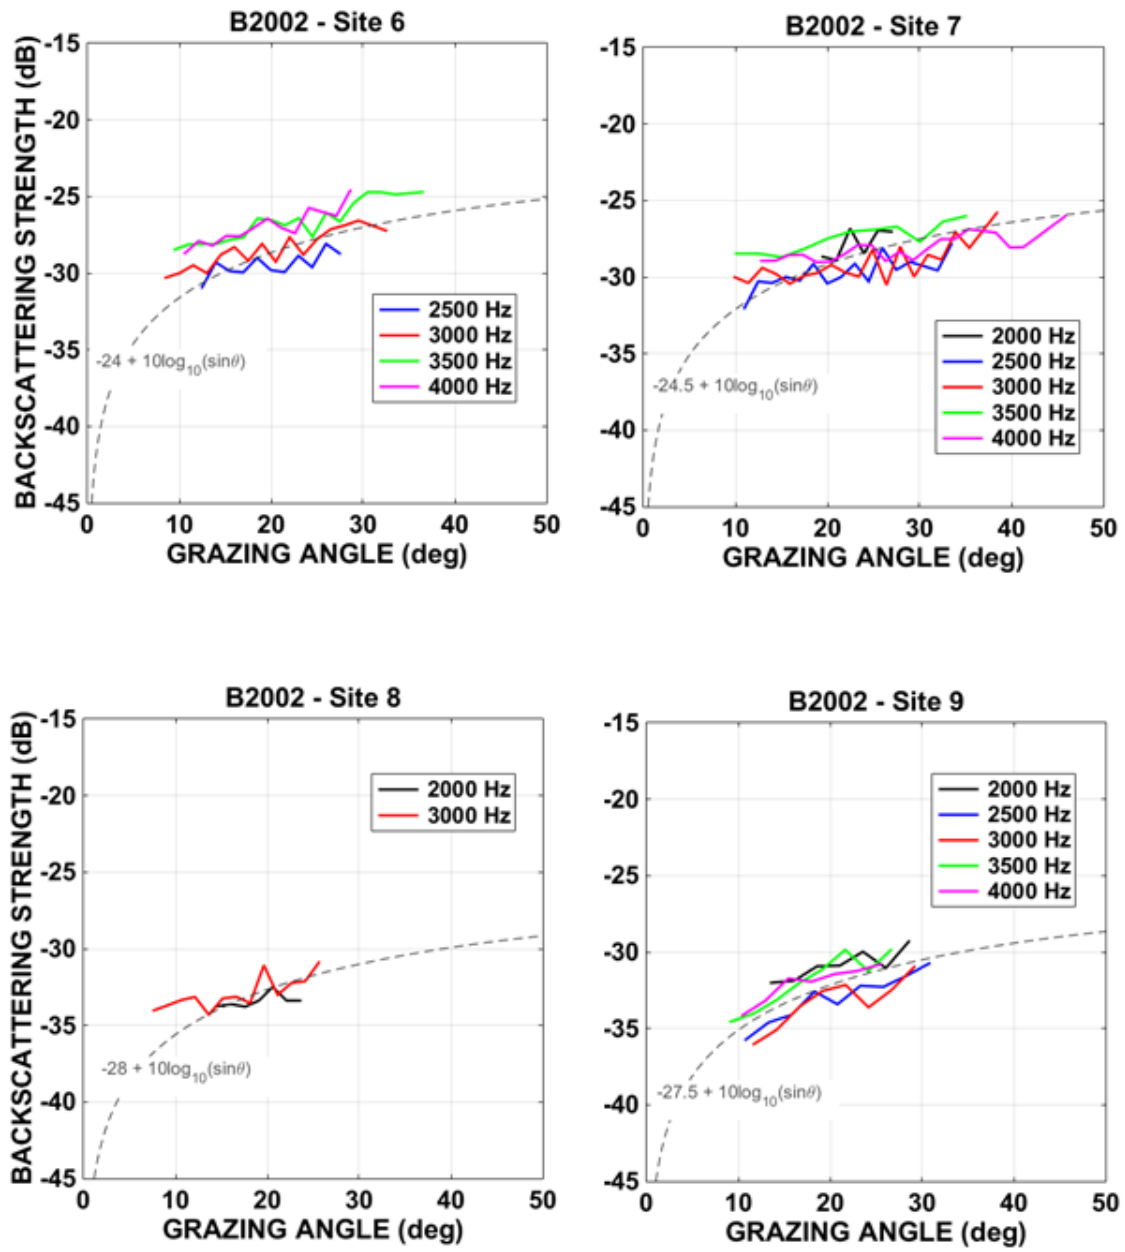 B2002 - Site 6
BACKSCATTERING STRENGTH (dB)
-15
-20
-25
-30
-35
-40
-45
2500 Hz
3000 Hz
3500 Hz
4000 Hz
-24 + 10log10(sinθ)
0 10 20 30 40 50
GRAZING ANGLE (deg)
B2002 - Site 7
-15
-20
-25
-30
-35
-40
-45
2000 Hz
2500 Hz
3000 Hz
3500 Hz
4000 Hz
-24.5 + 10log10(sinθ)
0 10 20 30 40 50
GRAZING ANGLE (deg)
B2002 - Site 8
BACKSCATTERING STRENGTH (dB)
-15
-20
-25
-30
-35
-40
-45
2000 Hz
3000 Hz
-28 + 10log10(sinθ)
0 10 20 30 40 50
GRAZING ANGLE (deg)
B2002 - Site 9
-15
-20
-25
-30
-35
-40
-45
2000 Hz
2500 Hz
3000 Hz
3500 Hz
4000 Hz
-27.5 + 10log10(sinθ)
0 10 20 30 40 50
GRAZING ANGLE (deg)